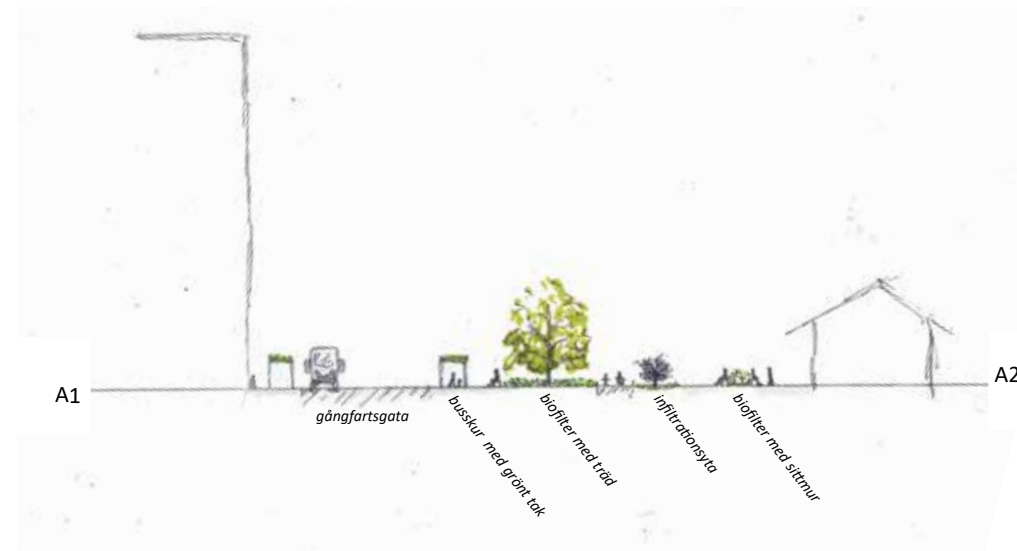 A1
A2
gångfartsgata
busskur med grönt tak
biofilter med träd
infiltrationsyta
biofilter med sittmur